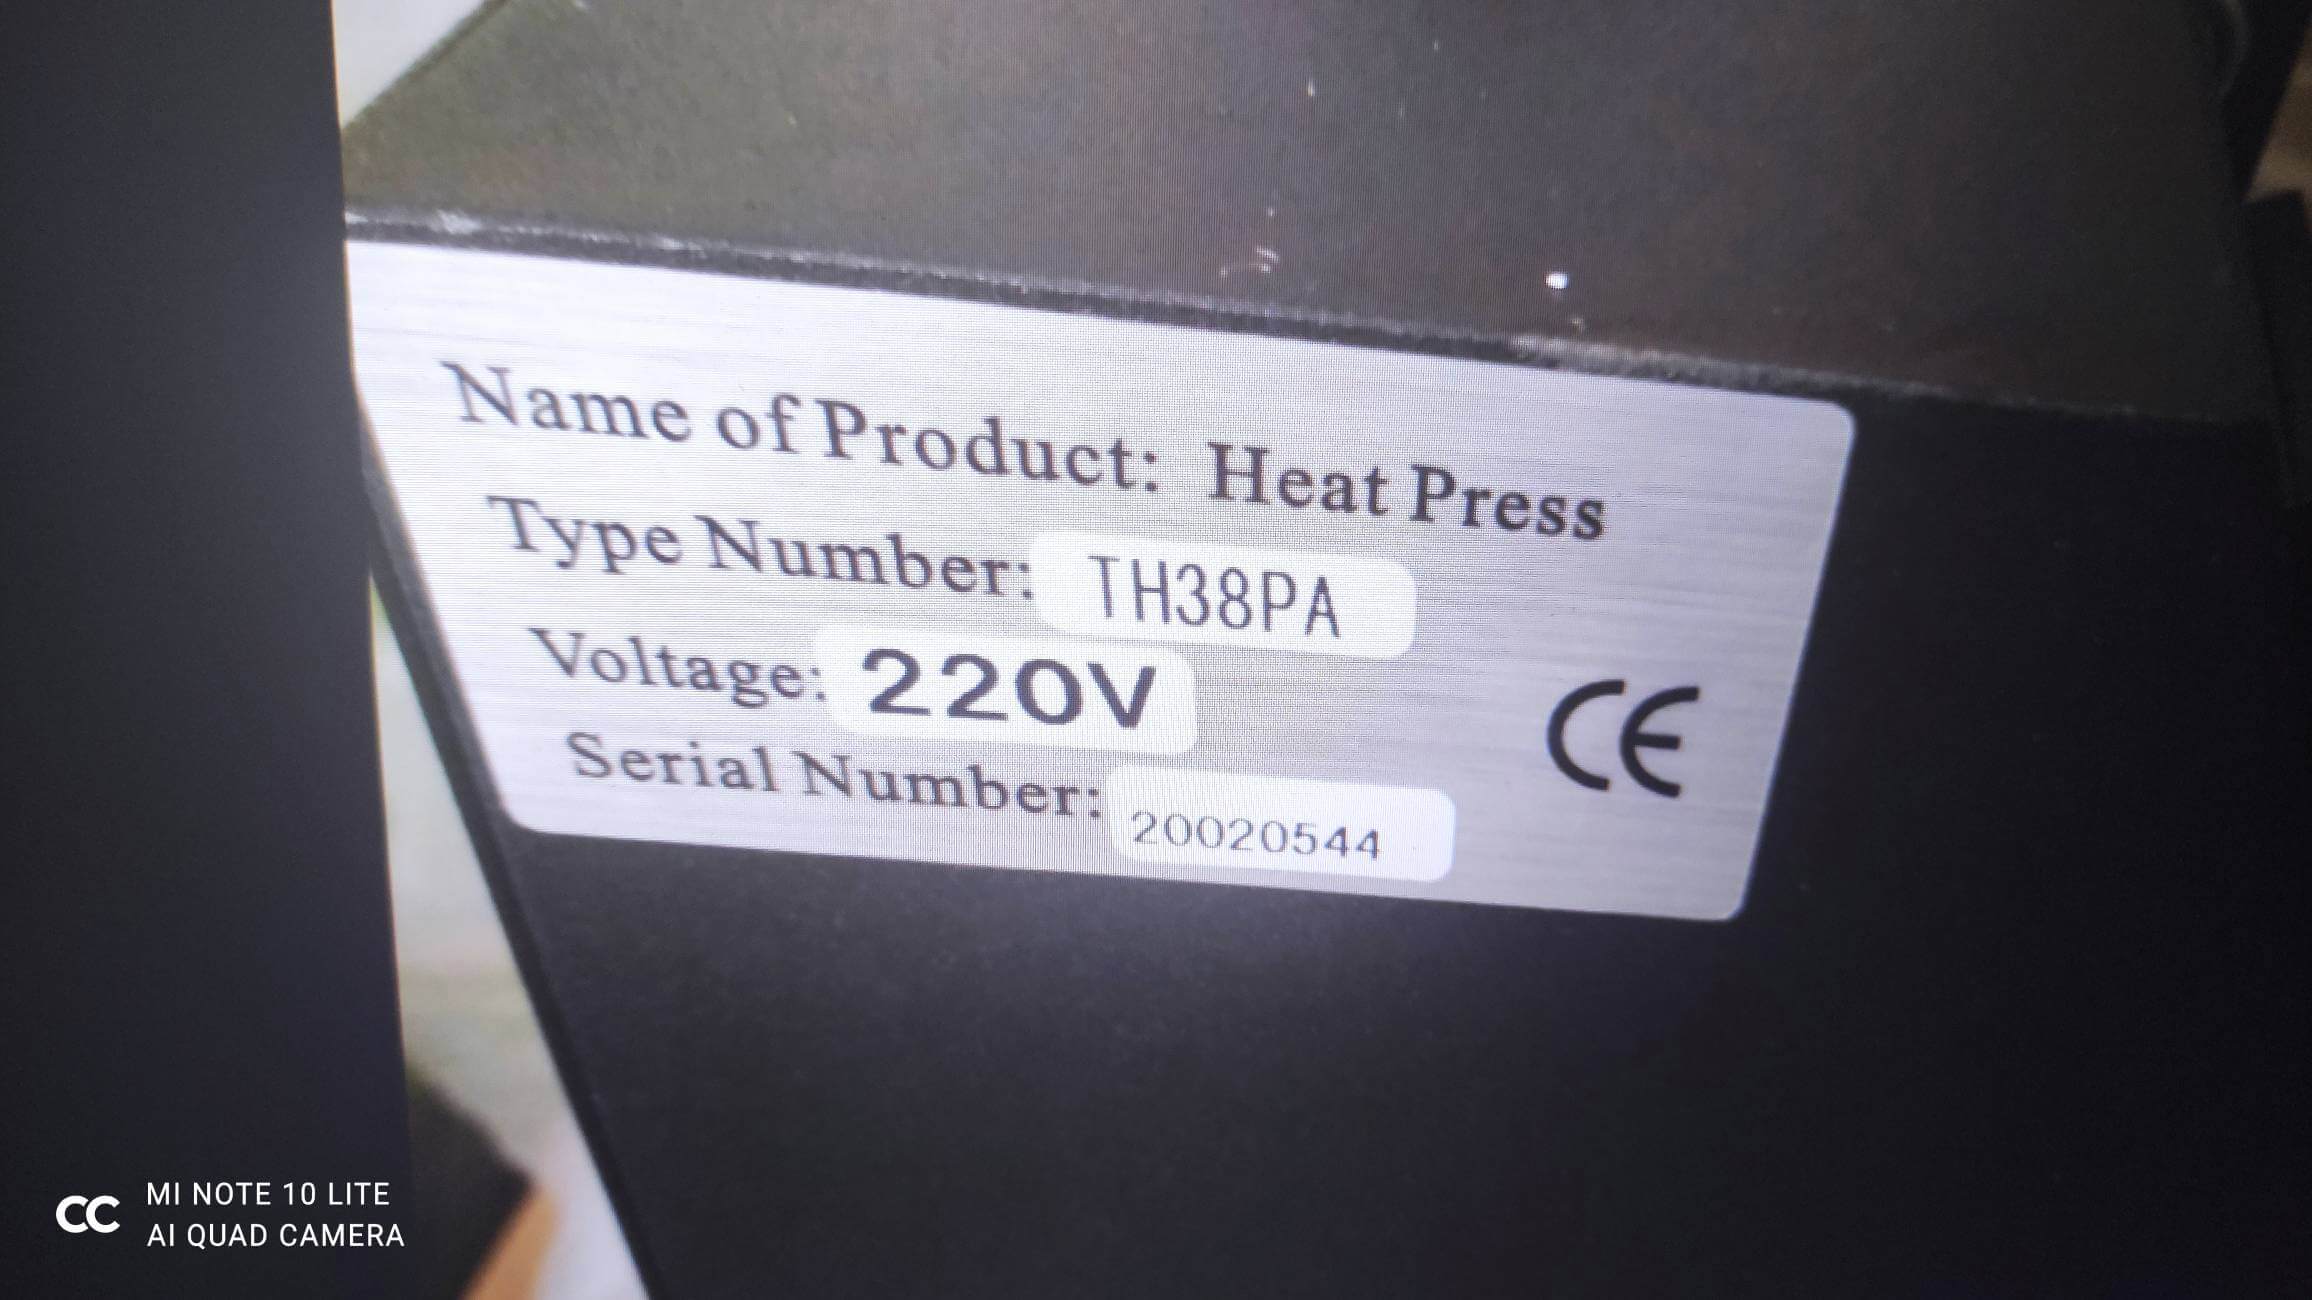 Name of Product: Heat Press
Type Number: TH38PA
Voltage: 220V
Serial Number: 20020544
CE
MI NOTE 10 LITE
AI QUAD CAMERA